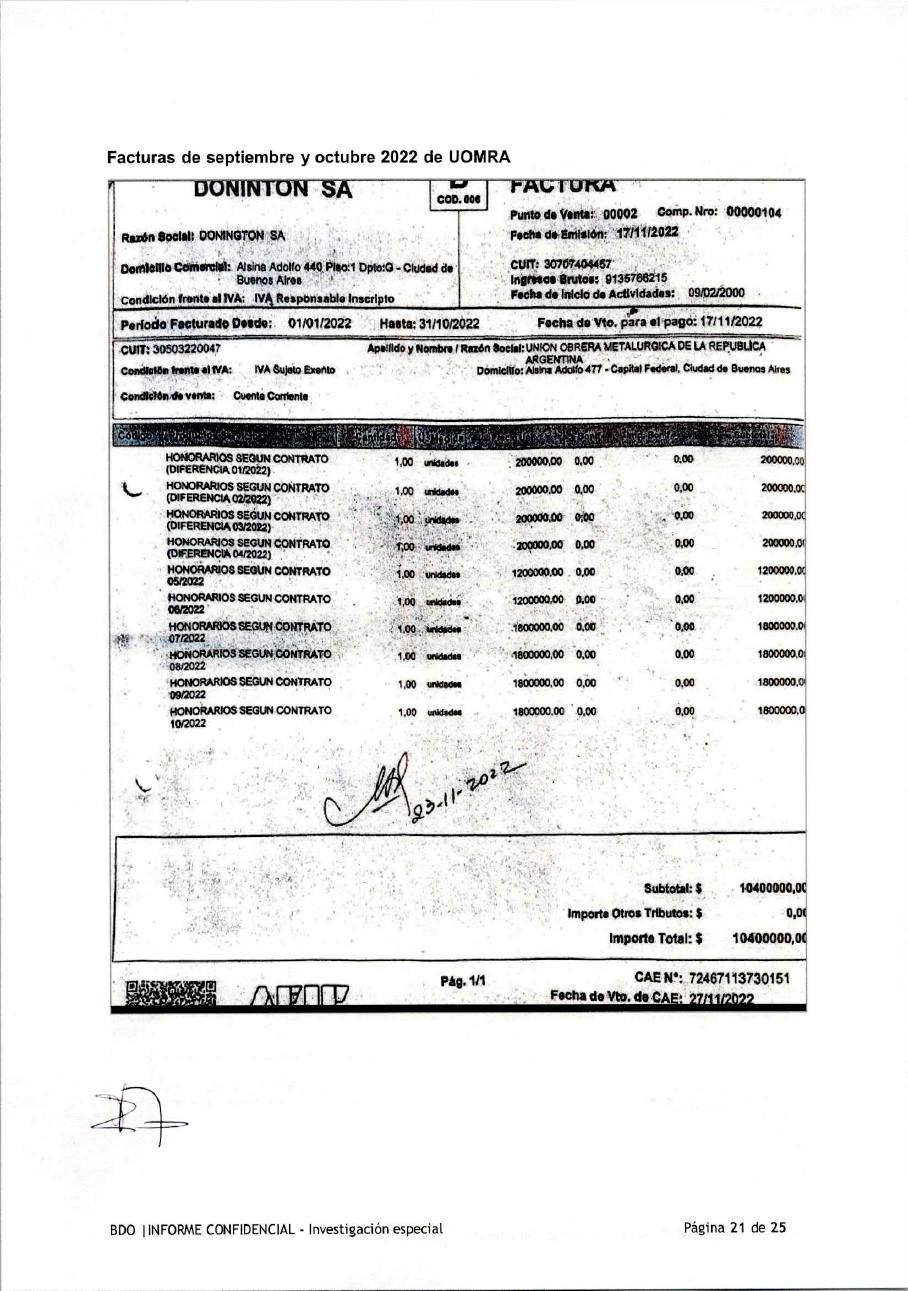 Facturas de septiembre y octubre 2022 de UOMRA
DONINTON SA
COD. 006
FACTURA
Punto de Venta: 00002 Comp. Nro: 00000104
Razón Social: DONINGTON SA
Fecha de Emisión: 17/11/2022
Domicilio Comercial: Alsina Adolfo 440 Piso:1 Dpto:G - Ciudad de
Buenos Aires
CUIT: 30707404457
Ingresos Brutos: 9135766215
Condición frente al IVA: IVA Responsable Inscripto
Fecha de Inicio de Actividades: 09/02/2000
Período Facturado Desde: 01/01/2022 Hasta: 31/10/2022 Fecha de Vto. para el pago: 17/11/2022
CUIT: 30503220047 Apellido y Nombre / Razón Social: UNION OBRERA METALURGICA DE LA REPUBLICA
ARGENTINA
Condición frente al IVA: IVA Sujeto Exento Domicilio: Alsina Adolfo 477 - Capital Federal, Ciudad de Buenos Aires
Condición de venta: Cuenta Corriente
HONORARIOS SEGUN CONTRATO
(DIFERENCIA 01/2022) 1,00 unidades 200000,00 0,00 0,00 200000,00
HONORARIOS SEGUN CONTRATO
(DIFERENCIA 02/2022) 1,00 unidades 200000,00 0,00 0,00 200000,00
HONORARIOS SEGUN CONTRATO
(DIFERENCIA 03/2022) 1,00 unidades 200000,00 0,00 0,00 200000,00
HONORARIOS SEGUN CONTRATO
(DIFERENCIA 04/2022) 1,00 unidades 200000,00 0,00 0,00 200000,00
HONORARIOS SEGUN CONTRATO
05/2022 1,00 unidades 1200000,00 0,00 0,00 1200000,00
HONORARIOS SEGUN CONTRATO
06/2022 1,00 unidades 1200000,00 0,00 0,00 1200000,0
HONORARIOS SEGUN CONTRATO
07/2022 1,00 unidades 1800000,00 0,00 0,00 1800000,0
HONORARIOS SEGUN CONTRATO
08/2022 1,00 unidades 1800000,00 0,00 0,00 1800000,0
HONORARIOS SEGUN CONTRATO
09/2022 1,00 unidades 1800000,00 0,00 0,00 1800000,0
HONORARIOS SEGUN CONTRATO
10/2022 1,00 unidades 1800000,00 0,00 0,00 1800000,0
23-11-2022
Subtotal: $ 10400000,00
Importe Otros Tributos: $ 0,00
Importe Total: $ 10400000,00
AFIP
Pág. 1/1
CAE N°: 72467113730151
Fecha de Vto. de CAE: 27/11/2022
BDO | INFORME CONFIDENCIAL - Investigación especial Página 21 de 25